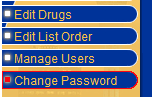 Edit Drugs
Edit List Order
Manage Users
Change Password